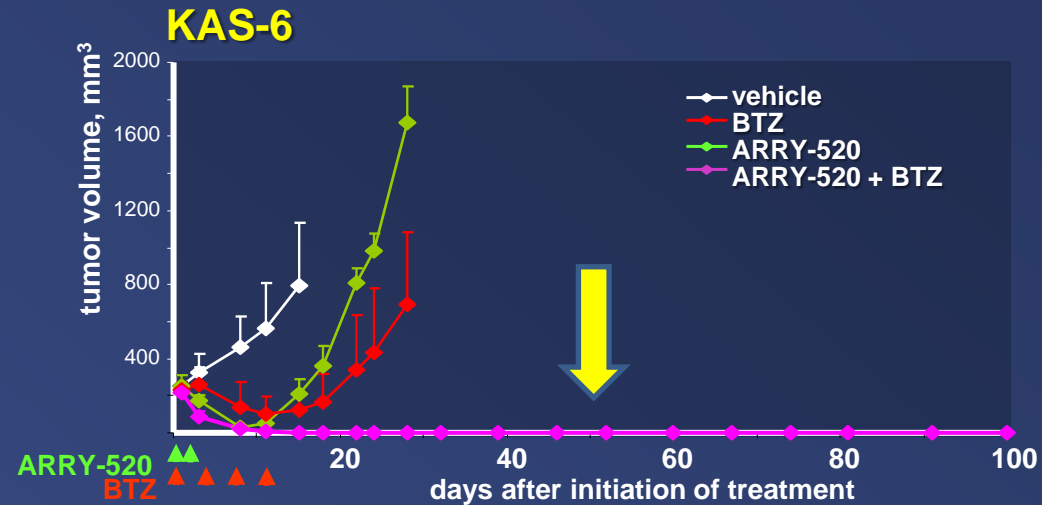 KAS-6
tumor volume, mm³
2000
1600
1200
800
400
vehicle
BTZ
ARRY-520
ARRY-520 + BTZ
20 40 60 80 100
ARRY-520
BTZ
days after initiation of treatment